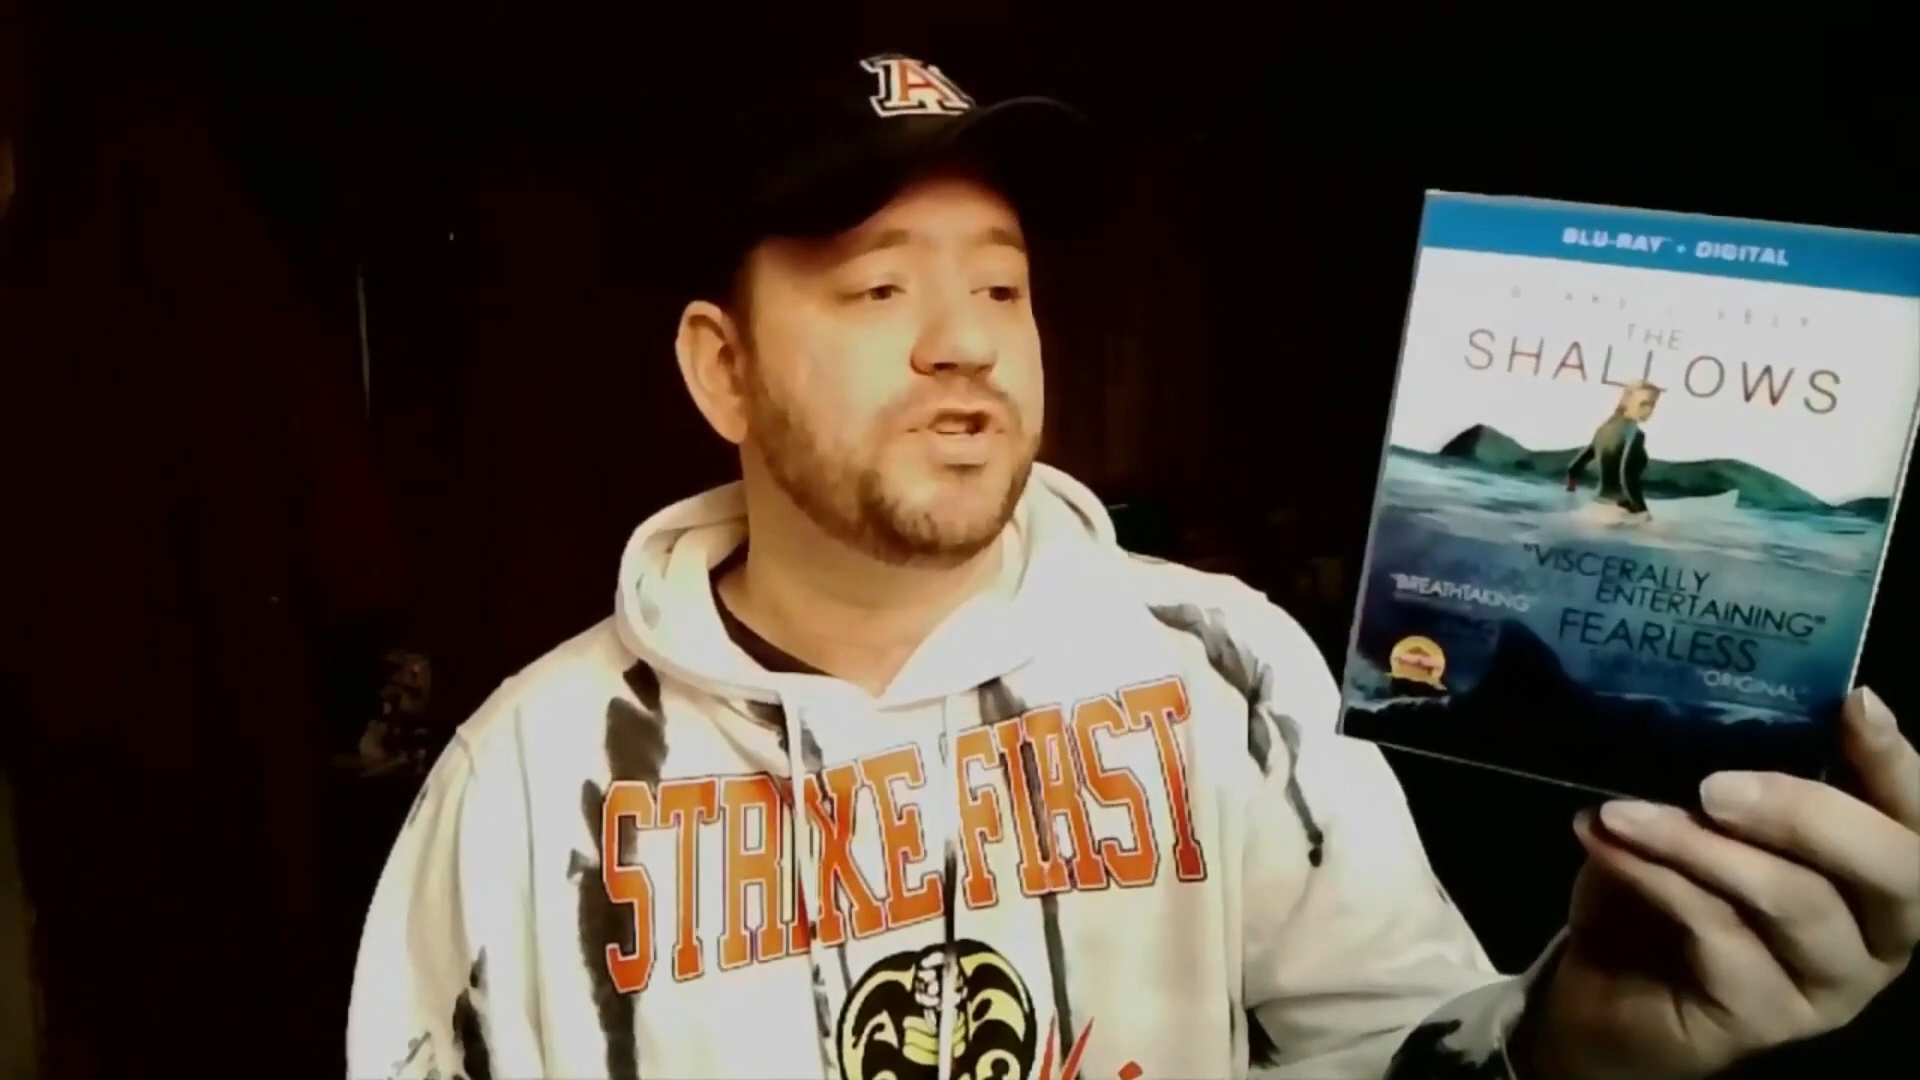 A
BLU-RAY + DIGITAL
THE
SHALLOWS
"VISCERALLY
ENTERTAINING"
"BREATHTAKING"
FEARLESS
"ORIGINAL"
STRIKE FIRST